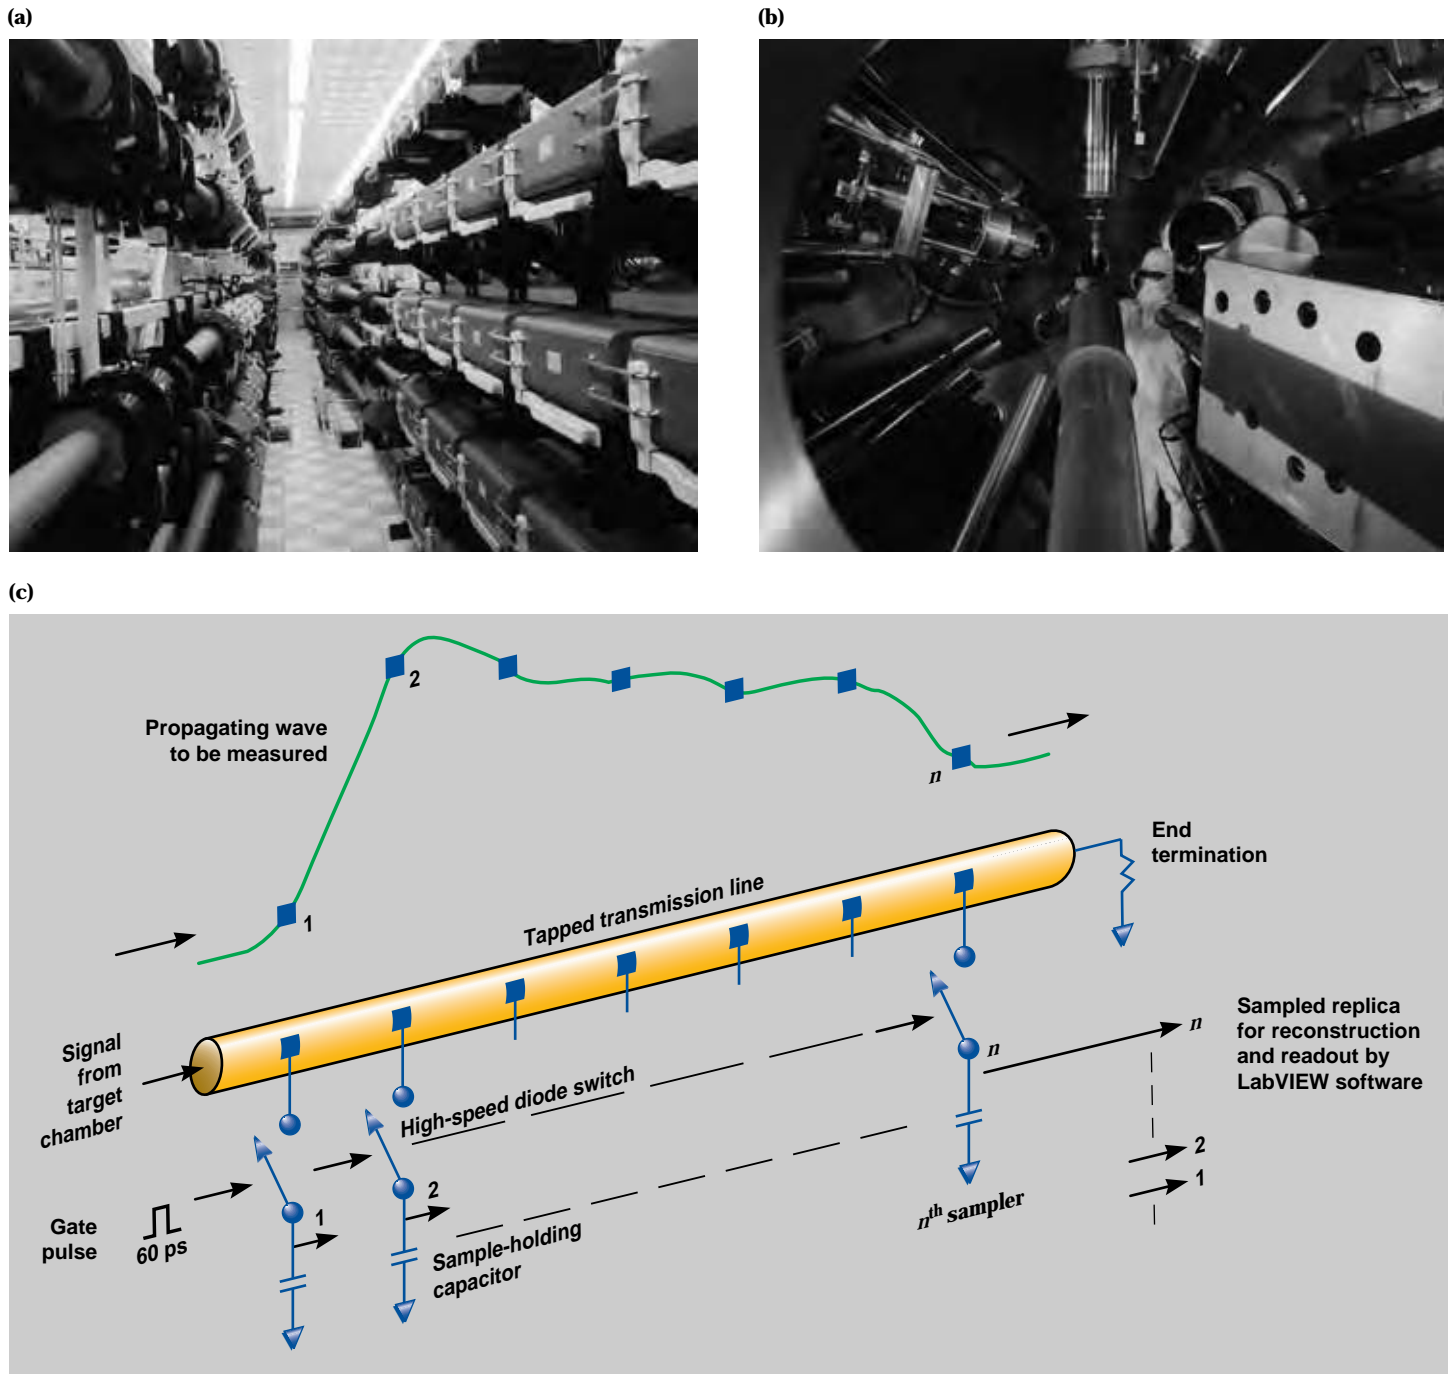 (a)
(b)
(c)
2
Propagating wave
to be measured
n
1
End
termination
Tapped transmission line
Signal
from
target
chamber
High-speed diode switch
n
n
Sampled replica
for reconstruction
and readout by
LabVIEW software
2
1
Gate
pulse
60 ps
1
2
Sample-holding
capacitor
nth sampler